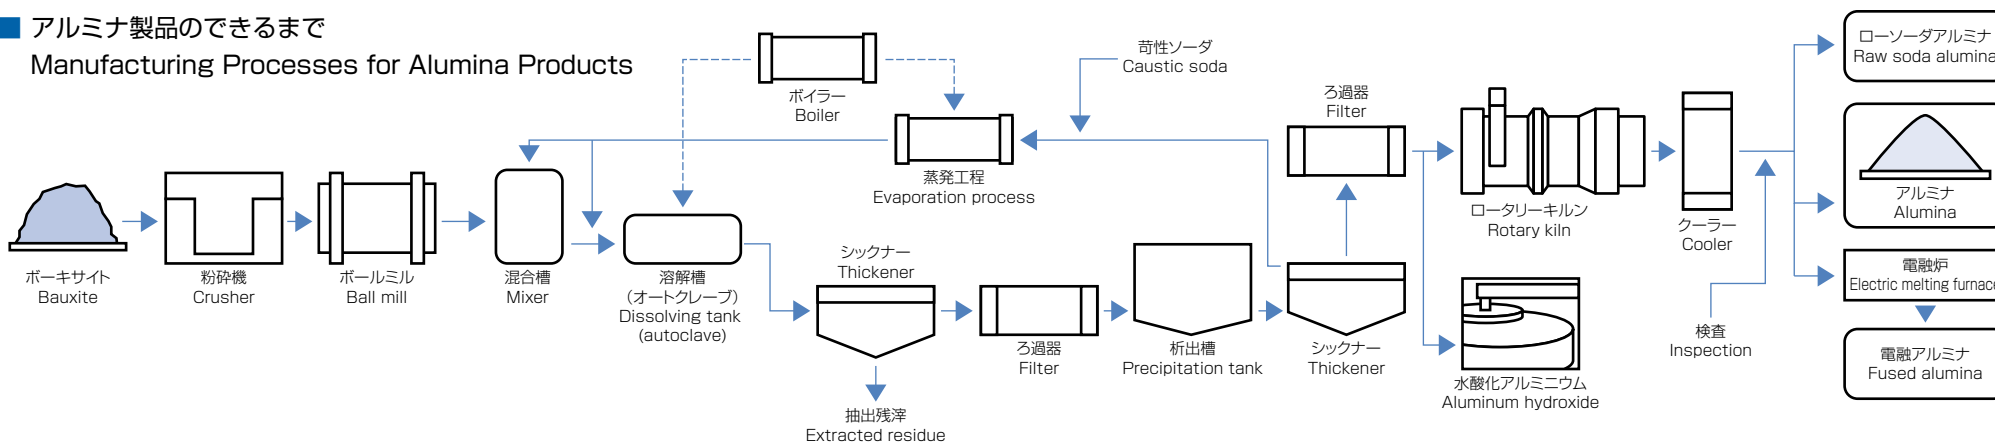 アルミナ製品のできるまで
Manufacturing Processes for Alumina Products
ボーキサイト
Bauxite
粉砕機
Crusher
ボールミル
Ball mill
混合槽
Mixer
溶解槽
(オートクレーブ)
Dissolving tank
(autoclave)
ボイラー
Boiler
蒸発工程
Evaporation process
苛性ソーダ
Caustic soda
シックナー
Thickener
抽出残滓
Extracted residue
ろ過器
Filter
析出槽
Precipitation tank
シックナー
Thickener
ろ過器
Filter
ロータリーキルン
Rotary kiln
水酸化アルミニウム
Aluminum hydroxide
クーラー
Cooler
検査
Inspection
ローソーダアルミナ
Raw soda alumina
アルミナ
Alumina
電融炉
Electric melting furnace
電融アルミナ
Fused alumina